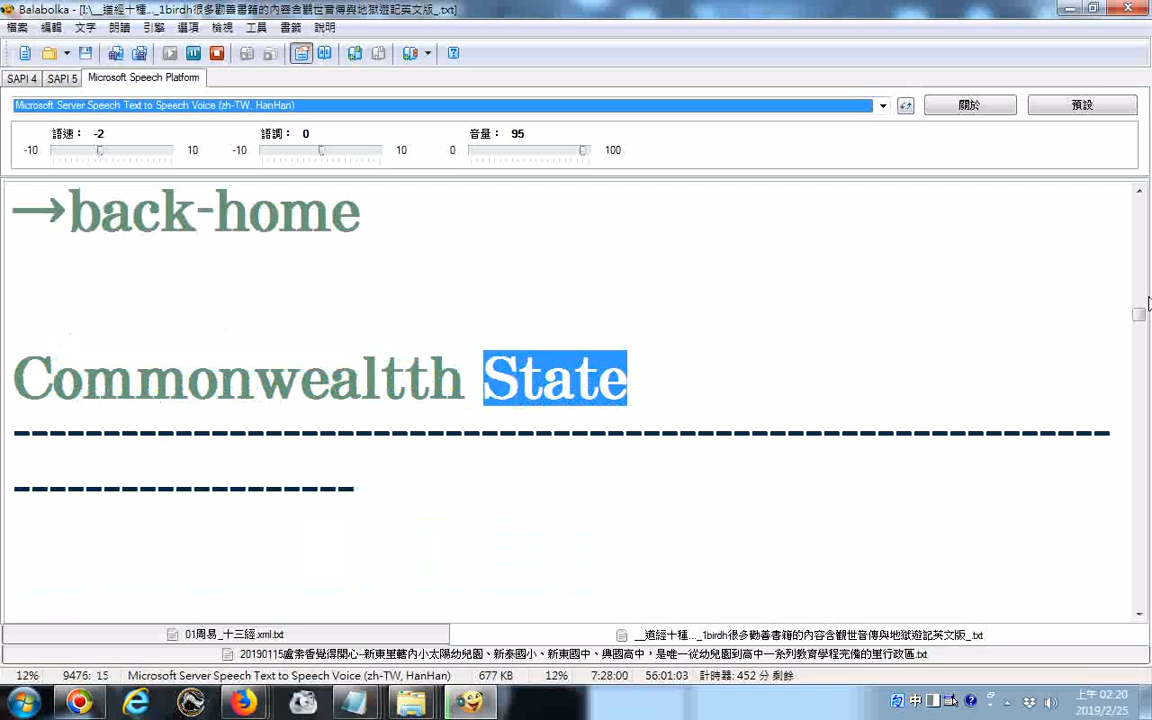 Balabolka - [I:\__道經十種..._1birdh很多勸善書籍的內容含觀世音傳與地獄遊記英文版_.txt]
檔案 編輯 文字 朗讀 引擎 選項 檢視 工具 書籤 說明
SAPI 4 SAPI 5 Microsoft Speech Platform
Microsoft Server Speech Text to Speech Voice (zh-TW, HanHan) 關於 預設
語速： -2 語調： 0 音量： 95
-10 10 -10 10 0 100
→back-home
Commonwealtth State
-------------------------------------------------------------
-------------------
01周易_十三經.xml.txt __道經十種..._1birdh很多勸善書籍的內容含觀世音傳與地獄遊記英文版_.txt
20190115盧素香覺得開心-新東里轄內小太陽幼兒園、新泰國小、新東國中、興國高中，是唯一從幼兒園到高中一系列教育學程完備的里行政區.txt
12% 9476: 15 Microsoft Server Speech Text to Speech Voice (zh-TW, HanHan) 677 KB 12% 7:28:00 56:01:03 計時器: 452 分 剩餘
中 上午 02:20
2019/2/25